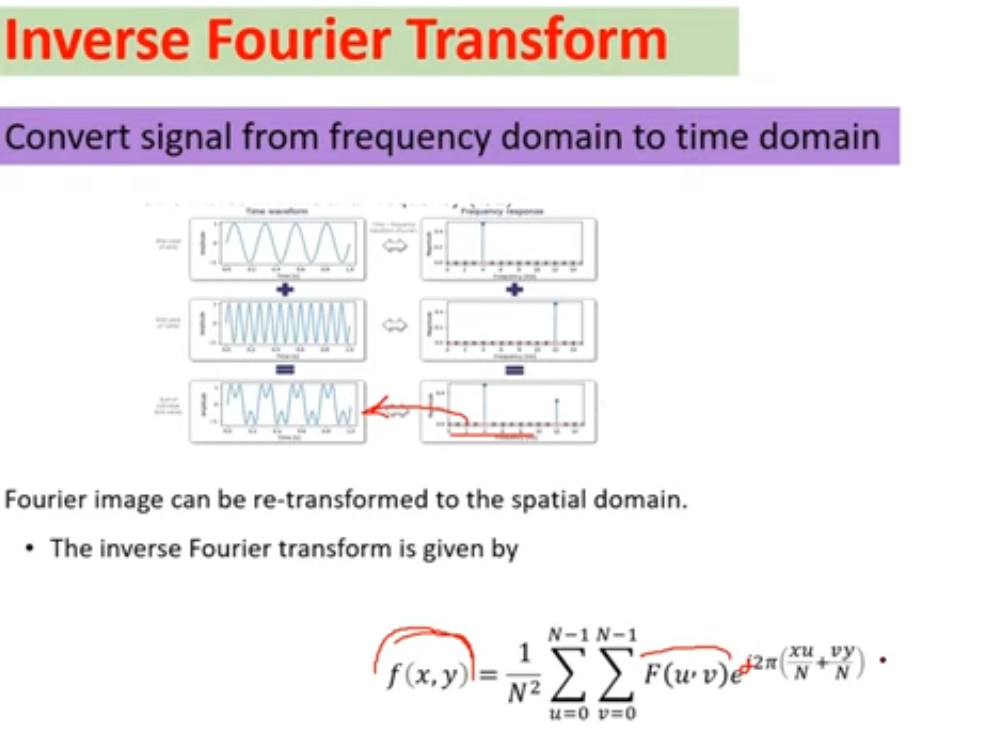 Inverse Fourier Transform
Convert signal from frequency domain to time domain
Time waveform
Frequency response
Fourier image can be re-transformed to the spatial domain.
• The inverse Fourier transform is given by
f(x,y) = 1/N² ∑_{u=0}^{N−1} ∑_{v=0}^{N−1} F(u, v)e^{j2π(xu/N + vy/N)}